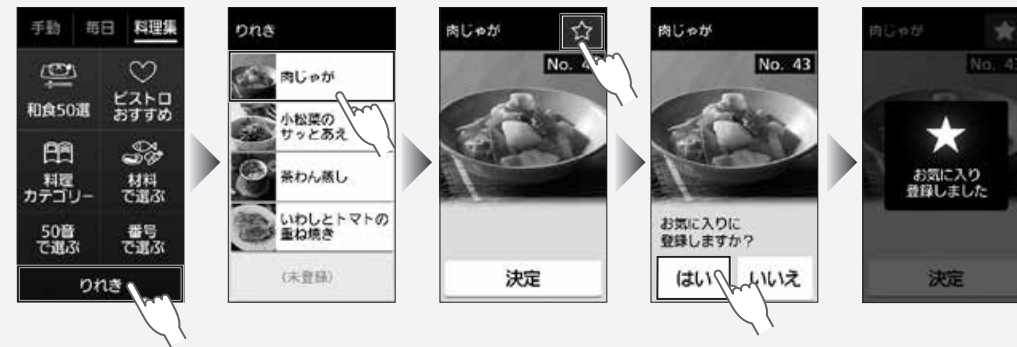 手動 毎日 料理集
和食50選
ビストロ
おすすめ
料理
カテゴリー
材料
で選ぶ
50音
で選ぶ
番号
で選ぶ
りれき
りれき
肉じゃが
小松菜の
サッとあえ
茶わん蒸し
いわしとトマトの
重ね焼き
(未登録)
肉じゃが
No. 4
決定
肉じゃが
No. 43
お気に入りに
登録しますか?
はい いいえ
肉じゃが
No. 43
お気に入り
登録しました
決定